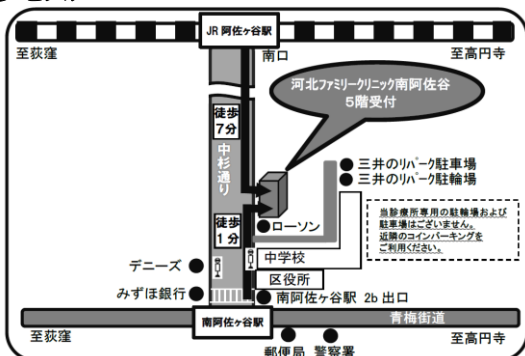 JR 阿佐ヶ谷駅
至荻窪
南口
至高円寺
河北ファミリークリニック南阿佐谷
5階受付
徒歩
7分
中杉通り
三井のリパーク駐車場
三井のリパーク駐輪場
徒歩
1分
ローソン
当診療所専用の駐輪場および
駐車場はございません。
近隣のコインパーキングを
ご利用ください。
中学校
デニーズ
区役所
みずほ銀行
南阿佐ヶ谷駅 2b 出口
南阿佐ヶ谷駅
青梅街道
至荻窪
至高円寺
郵便局
警察署